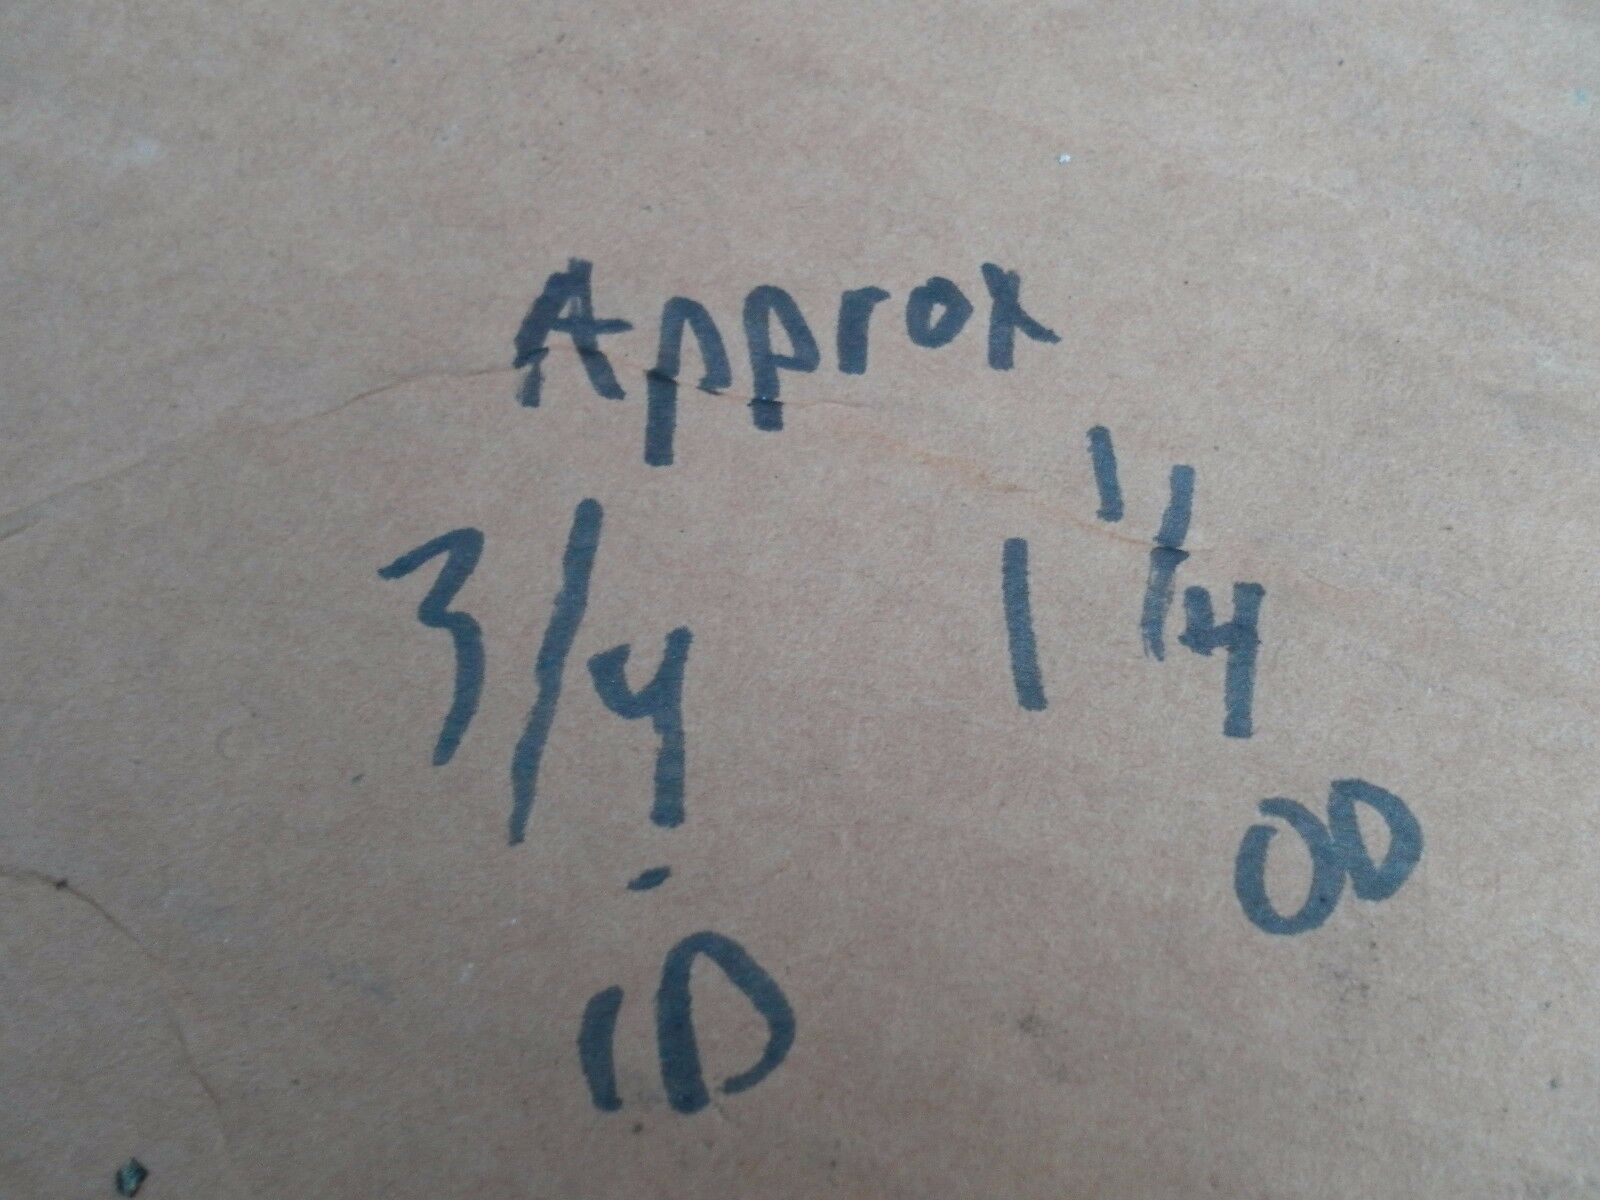 Approx
3/4 1 1/4
iD OD